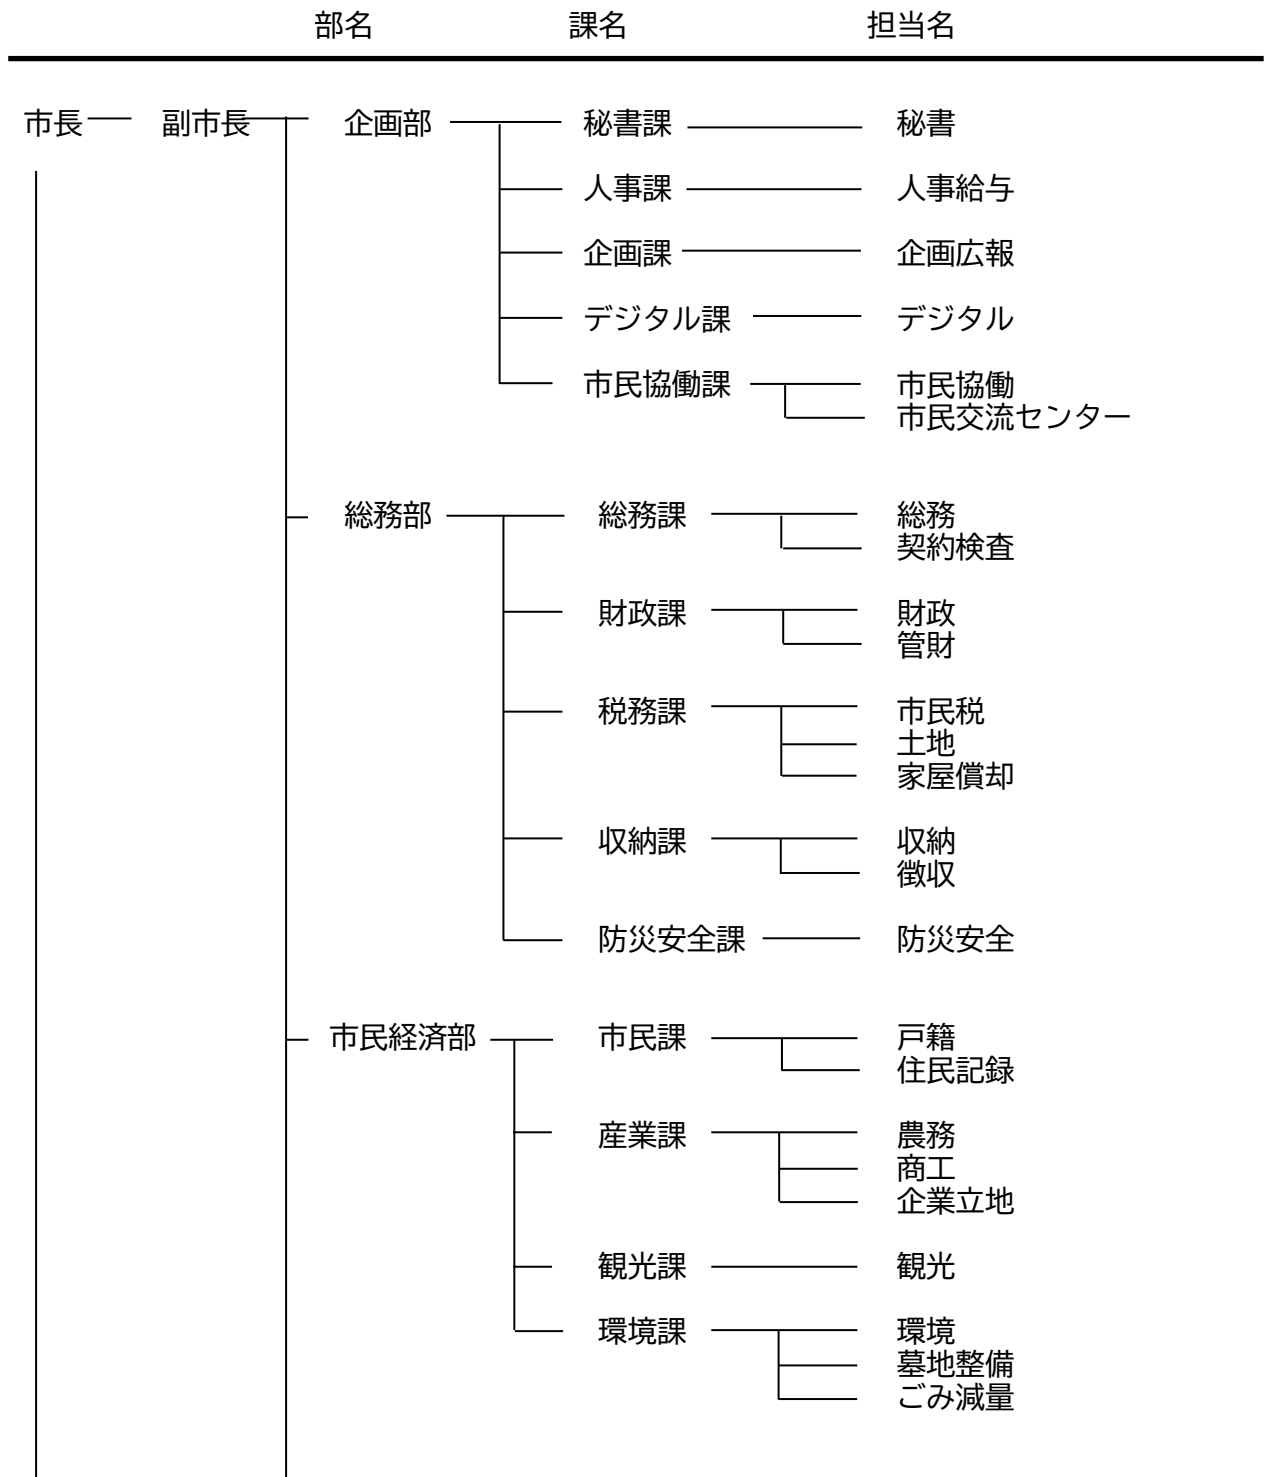 部名 課名 担当名
市長 副市長 企画部 秘書課 秘書
人事課 人事給与
企画課 企画広報
デジタル課 デジタル
市民協働課 市民協働
市民交流センター
総務部 総務課 総務
契約検査
財政課 財政
管財
税務課 市民税
土地
家屋償却
収納課 収納
徴収
防災安全課 防災安全
市民経済部 市民課 戸籍
住民記録
産業課 農務
商工
企業立地
観光課 観光
環境課 環境
墓地整備
ごみ減量